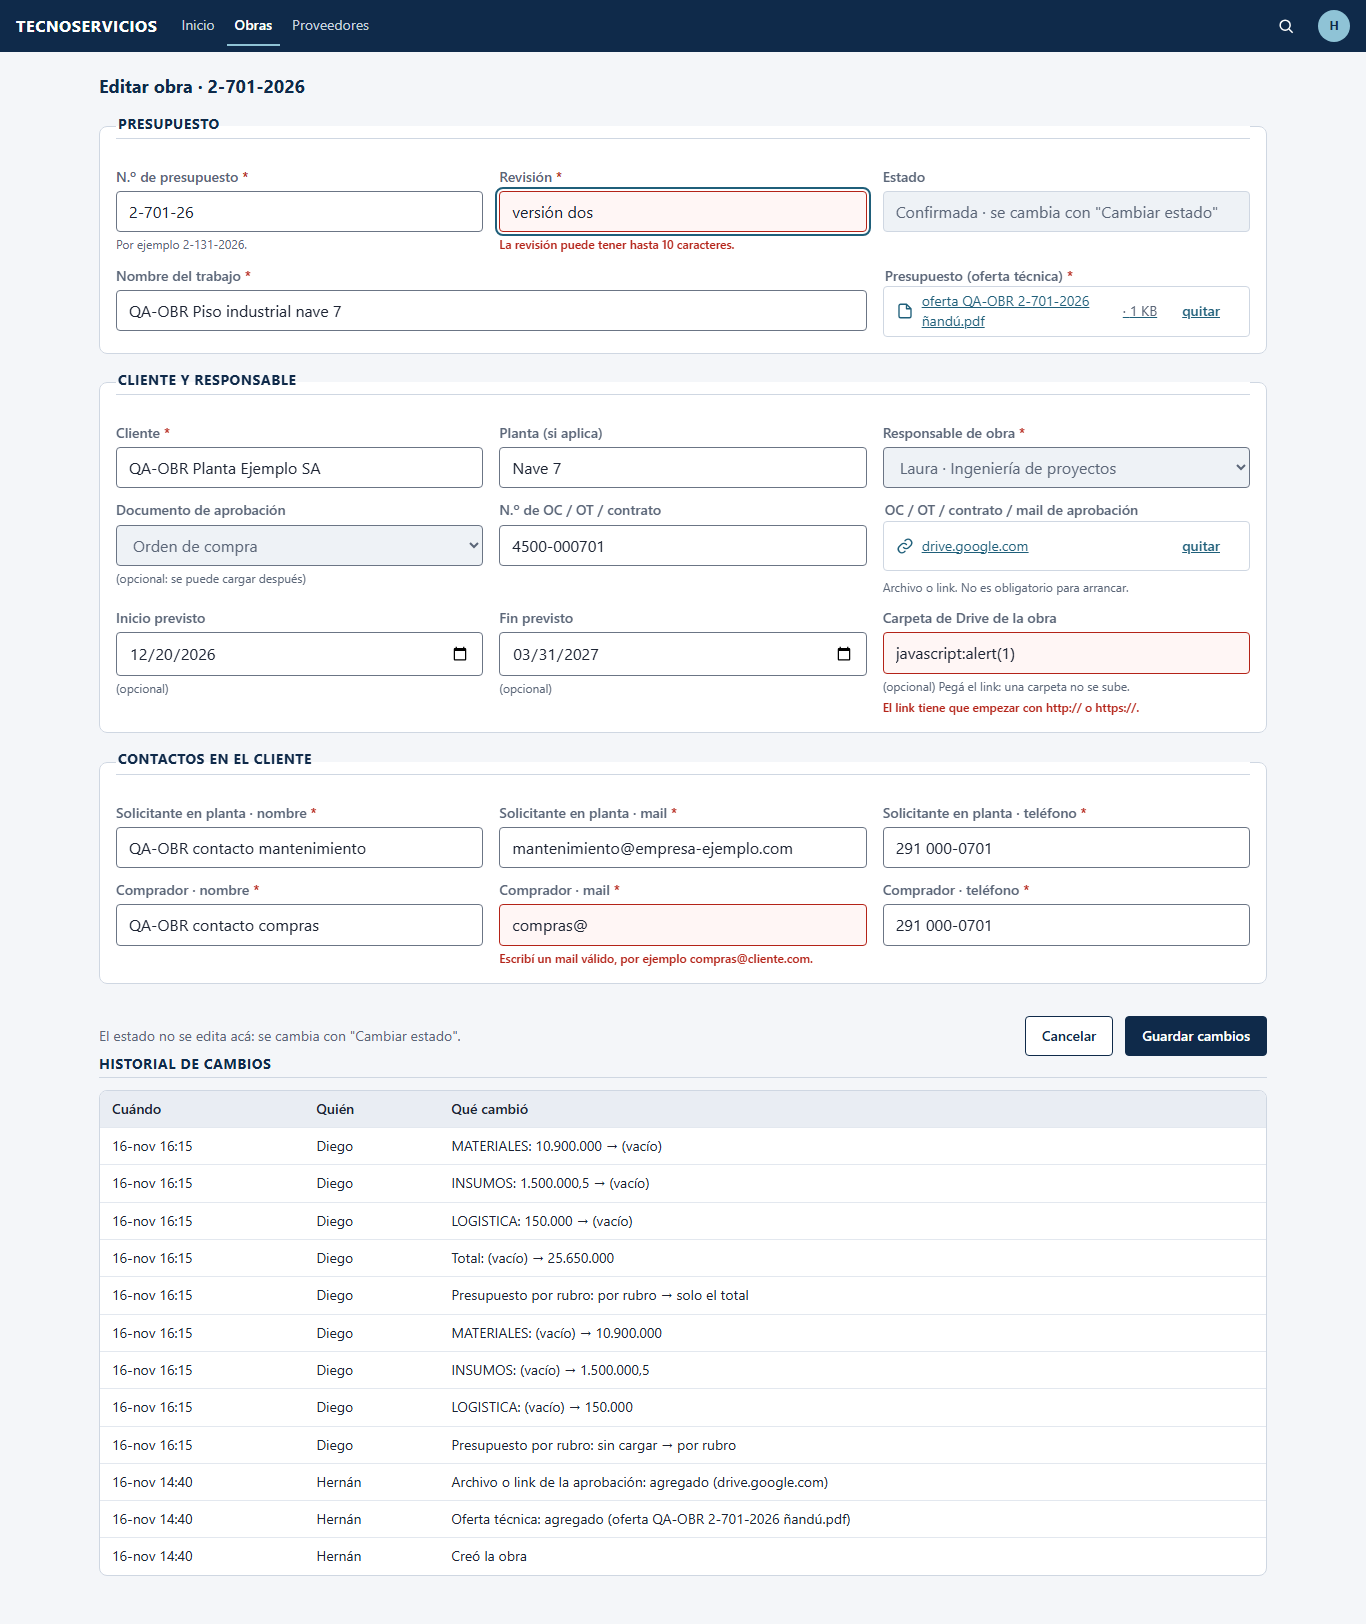 TECNOSERVICIOS Inicio Obras Proveedores H
Editar obra · 2-701-2026
PRESUPUESTO
N.º de presupuesto * Revisión * Estado
2-701-26 versión dos Confirmada · se cambia con "Cambiar estado"
Por ejemplo 2-131-2026. La revisión puede tener hasta 10 caracteres.
Nombre del trabajo * Presupuesto (oferta técnica) *
QA-OBR Piso industrial nave 7 oferta QA-OBR 2-701-2026 ñandú.pdf · 1 KB quitar
CLIENTE Y RESPONSABLE
Cliente * Planta (si aplica) Responsable de obra *
QA-OBR Planta Ejemplo SA Nave 7 Laura · Ingeniería de proyectos
Documento de aprobación N.º de OC / OT / contrato OC / OT / contrato / mail de aprobación
Orden de compra 4500-000701 drive.google.com quitar
(opcional: se puede cargar después) Archivo o link. No es obligatorio para arrancar.
Inicio previsto Fin previsto Carpeta de Drive de la obra
12/20/2026 03/31/2027 javascript:alert(1)
(opcional) (opcional) (opcional) Pegá el link: una carpeta no se sube.
El link tiene que empezar con http:// o https://.
CONTACTOS EN EL CLIENTE
Solicitante en planta · nombre * Solicitante en planta · mail * Solicitante en planta · teléfono *
QA-OBR contacto mantenimiento mantenimiento@empresa-ejemplo.com 291 000-0701
Comprador · nombre * Comprador · mail * Comprador · teléfono *
QA-OBR contacto compras compras@ 291 000-0701
Escribí un mail válido, por ejemplo compras@cliente.com.
El estado no se edita acá: se cambia con "Cambiar estado". Cancelar Guardar cambios
HISTORIAL DE CAMBIOS
Cuándo Quién Qué cambió
16-nov 16:15 Diego MATERIALES: 10.900.000 → (vacío)
16-nov 16:15 Diego INSUMOS: 1.500.000,5 → (vacío)
16-nov 16:15 Diego LOGISTICA: 150.000 → (vacío)
16-nov 16:15 Diego Total: (vacío) → 25.650.000
16-nov 16:15 Diego Presupuesto por rubro: por rubro → solo el total
16-nov 16:15 Diego MATERIALES: (vacío) → 10.900.000
16-nov 16:15 Diego INSUMOS: (vacío) → 1.500.000,5
16-nov 16:15 Diego LOGISTICA: (vacío) → 150.000
16-nov 16:15 Diego Presupuesto por rubro: sin cargar → por rubro
16-nov 14:40 Hernán Archivo o link de la aprobación: agregado (drive.google.com)
16-nov 14:40 Hernán Oferta técnica: agregado (oferta QA-OBR 2-701-2026 ñandú.pdf)
16-nov 14:40 Hernán Creó la obra